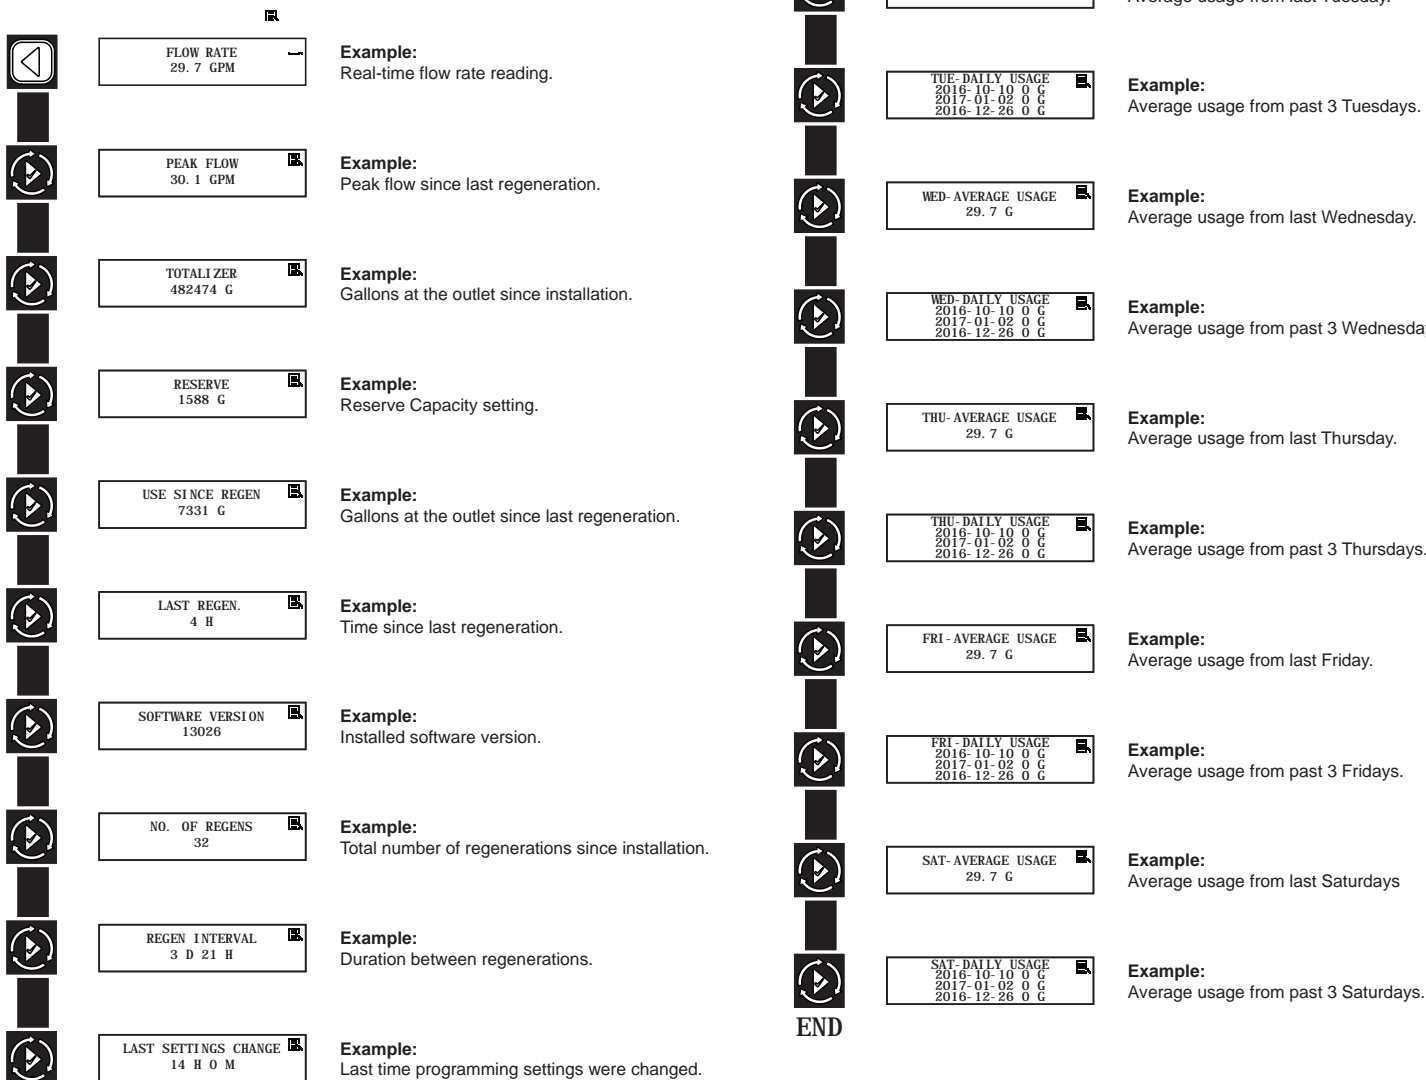 FLOW RATE
29.7 GPM
Example:
Real-time flow rate reading.
PEAK FLOW
30.1 GPM
Example:
Peak flow since last regeneration.
TOTALIZER
482474 G
Example:
Gallons at the outlet since installation.
RESERVE
1588 G
Example:
Reserve Capacity setting.
USE SINCE REGEN
7331 G
Example:
Gallons at the outlet since last regeneration.
LAST REGEN.
4 H
Example:
Time since last regeneration.
SOFTWARE VERSION
13026
Example:
Installed software version.
NO. OF REGENS
32
Example:
Total number of regenerations since installation.
REGEN INTERVAL
3 D 21 H
Example:
Duration between regenerations.
LAST SETTINGS CHANGE
14 H 0 M
Example:
Last time programming settings were changed.
Average usage from last Tuesday.
TUE-DAILY USAGE
2016-10-10 0 G
2017-01-02 0 G
2016-12-26 0 G
Example:
Average usage from past 3 Tuesdays.
WED-AVERAGE USAGE
29.7 G
Example:
Average usage from last Wednesday.
WED-DAILY USAGE
2016-10-10 0 G
2017-01-02 0 G
2016-12-26 0 G
Example:
Average usage from past 3 Wednesda
THU-AVERAGE USAGE
29.7 G
Example:
Average usage from last Thursday.
THU-DAILY USAGE
2016-10-10 0 G
2017-01-02 0 G
2016-12-26 0 G
Example:
Average usage from past 3 Thursdays.
FRI-AVERAGE USAGE
29.7 G
Example:
Average usage from last Friday.
FRI-DAILY USAGE
2016-10-10 0 G
2017-01-02 0 G
2016-12-26 0 G
Example:
Average usage from past 3 Fridays.
SAT-AVERAGE USAGE
29.7 G
Example:
Average usage from last Saturdays
SAT-DAILY USAGE
2016-10-10 0 G
2017-01-02 0 G
2016-12-26 0 G
Example:
Average usage from past 3 Saturdays.
END